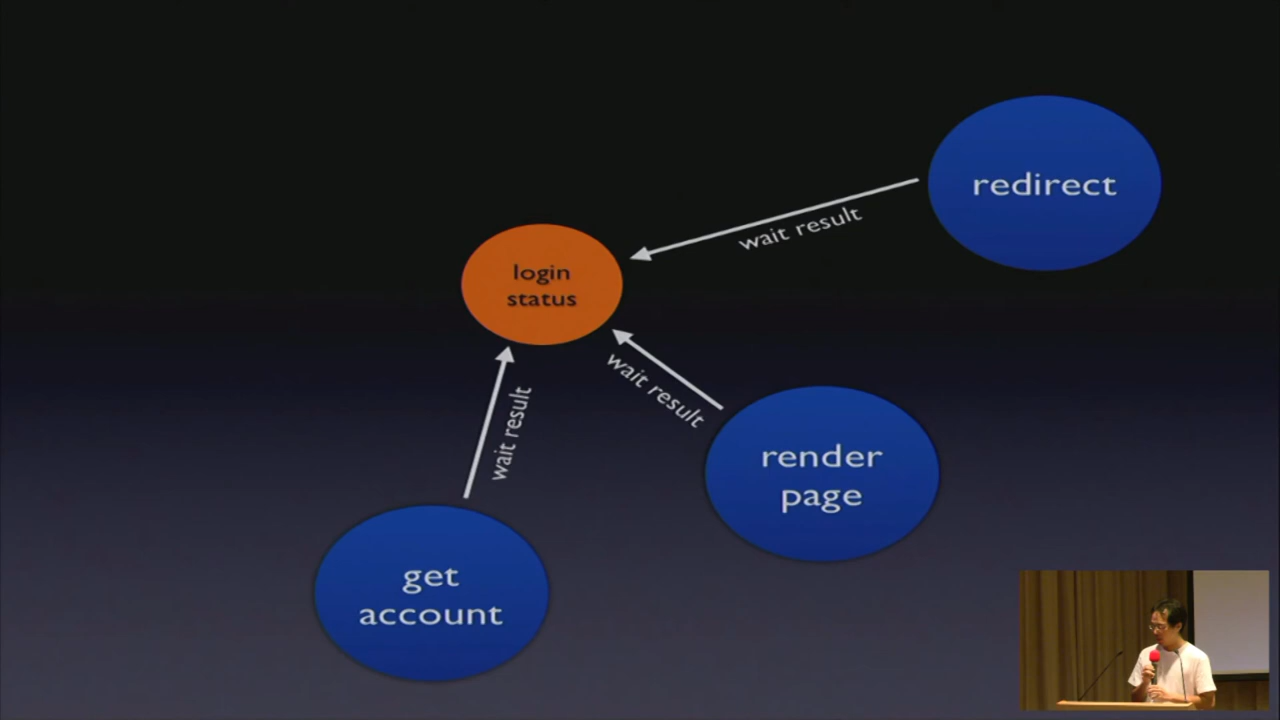 redirect
wait result
login
status
wait result
wait result
render
page
get
account